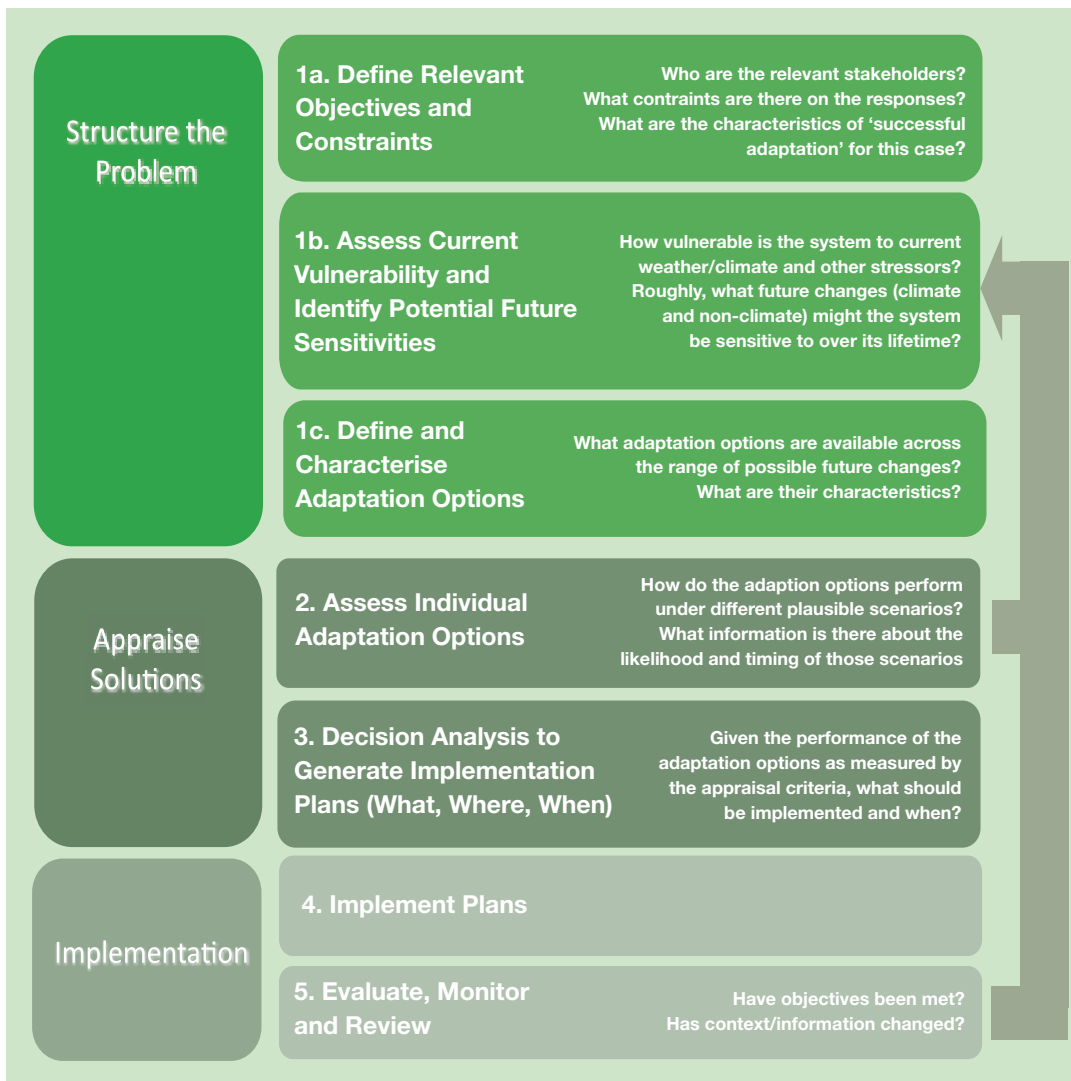 Structure the
Problem
1a. Define Relevant
Objectives and
Constraints
Who are the relevant stakeholders?
What contraints are there on the responses?
What are the characteristics of ‘successful
adaptation’ for this case?
1b. Assess Current
Vulnerability and
Identify Potential Future
Sensitivities
How vulnerable is the system to current
weather/climate and other stressors?
Roughly, what future changes (climate
and non-climate) might the system
be sensitive to over its lifetime?
1c. Define and
Characterise
Adaptation Options
What adaptation options are available across
the range of possible future changes?
What are their characteristics?
Appraise
Solutions
2. Assess Individual
Adaptation Options
How do the adaption options perform
under different plausible scenarios?
What information is there about the
likelihood and timing of those scenarios
3. Decision Analysis to
Generate Implementation
Plans (What, Where, When)
Given the performance of the
adaptation options as measured by
the appraisal criteria, what should
be implemented and when?
Implementation
4. Implement Plans
5. Evaluate, Monitor
and Review
Have objectives been met?
Has context/information changed?